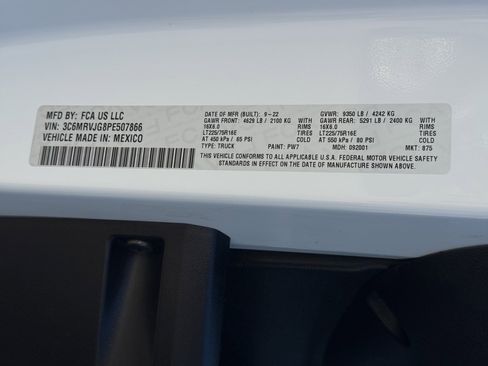 MFD BY: FCA US LLC
VIN: 3C6MRVJG8PE507866
VEHICLE MADE IN: MEXICO
DATE OF MFR (BUILT): 9-22 GVWR: 9350 LB / 4242 KG
GAWR FRONT: 4629 LB / 2100 KG WITH GAWR REAR: 5291 LB / 2400 KG WITH
16X6.0 RIMS 16X6.0 RIMS
LT225/75R16E TIRES LT225/75R16E TIRES
AT 450 kPa / 65 PSI COLD AT 550 kPa / 80 PSI COLD
TYPE: TRUCK PAINT: PW7 MDH: 092001 MKT: 875
THIS VEHICLE CONFORMS TO ALL APPLICABLE U.S.A. FEDERAL MOTOR VEHICLE SAFETY
STANDARDS IN EFFECT ON THE DATE OF MANUFACTURE SHOWN ABOVE.